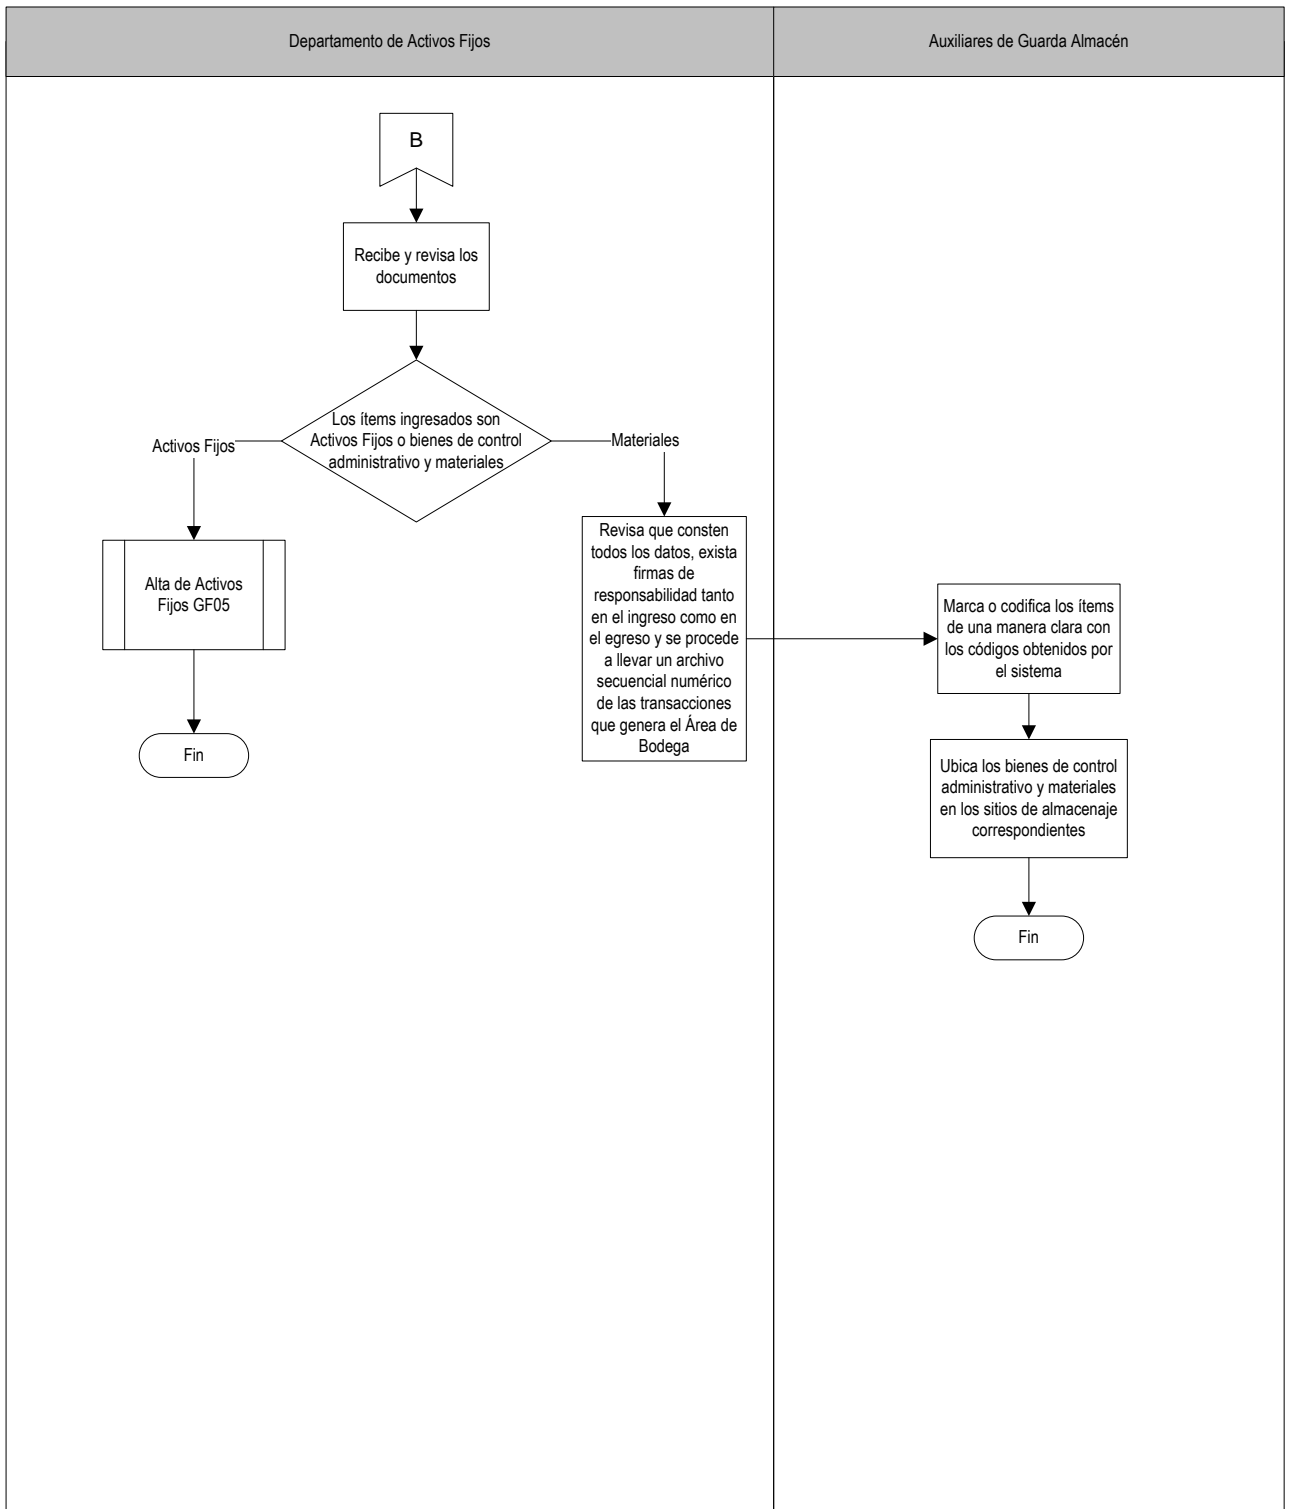 Departamento de Activos Fijos
Auxiliares de Guarda Almacén
B
Recibe y revisa los
documentos
Los ítems ingresados son
Activos Fijos o bienes de control
administrativo y materiales
Activos Fijos
Materiales
Alta de Activos
Fijos GF05
Fin
Revisa que consten
todos los datos, exista
firmas de
responsabilidad tanto
en el ingreso como en
el egreso y se procede
a llevar un archivo
secuencial numérico
de las transacciones
que genera el Área de
Bodega
Marca o codifica los ítems
de una manera clara con
los códigos obtenidos por
el sistema
Ubica los bienes de control
administrativo y materiales
en los sitios de almacenaje
correspondientes
Fin